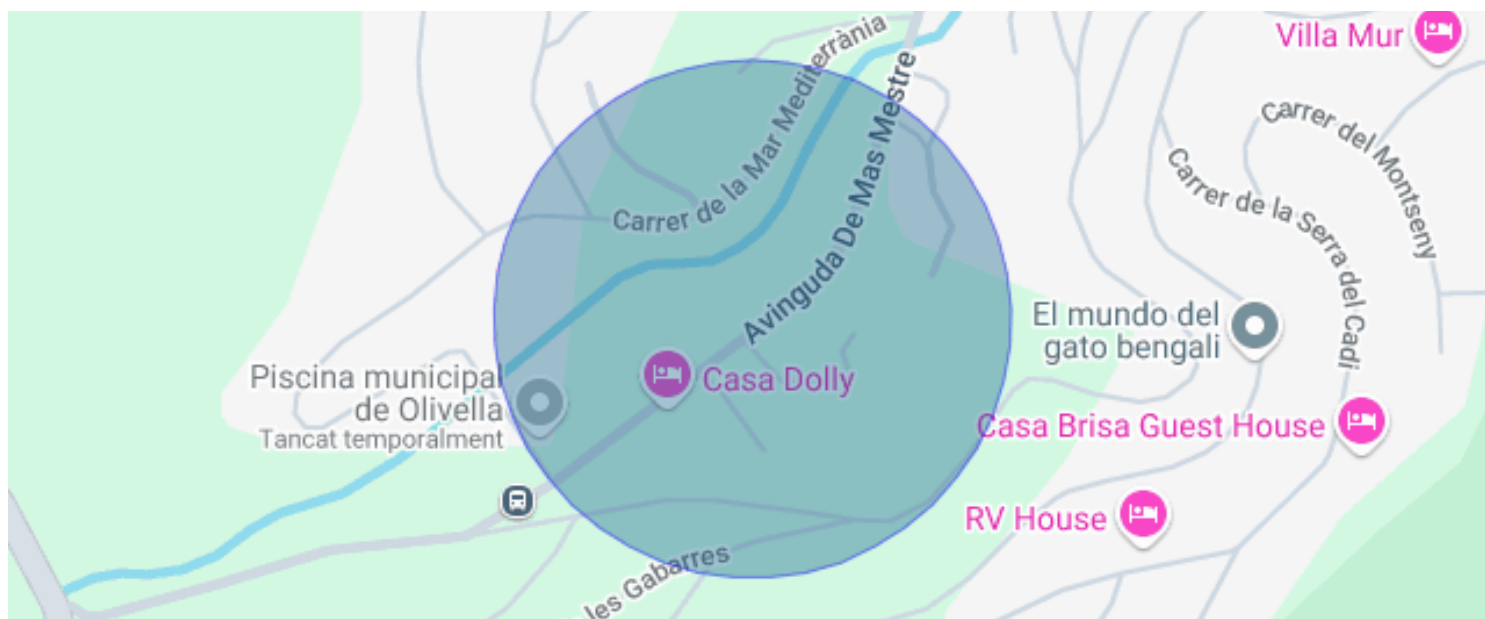 Villa Mur
Carrer de la Mar Mediterrània
Avinguda De Mas Mestre
Carrer del Montseny
Carrer de la Serra del Cadi
El mundo del
gato bengali
Piscina municipal
de Olivella
Tancat temporalment
Casa Dolly
Casa Brisa Guest House
RV House
les Gabarres